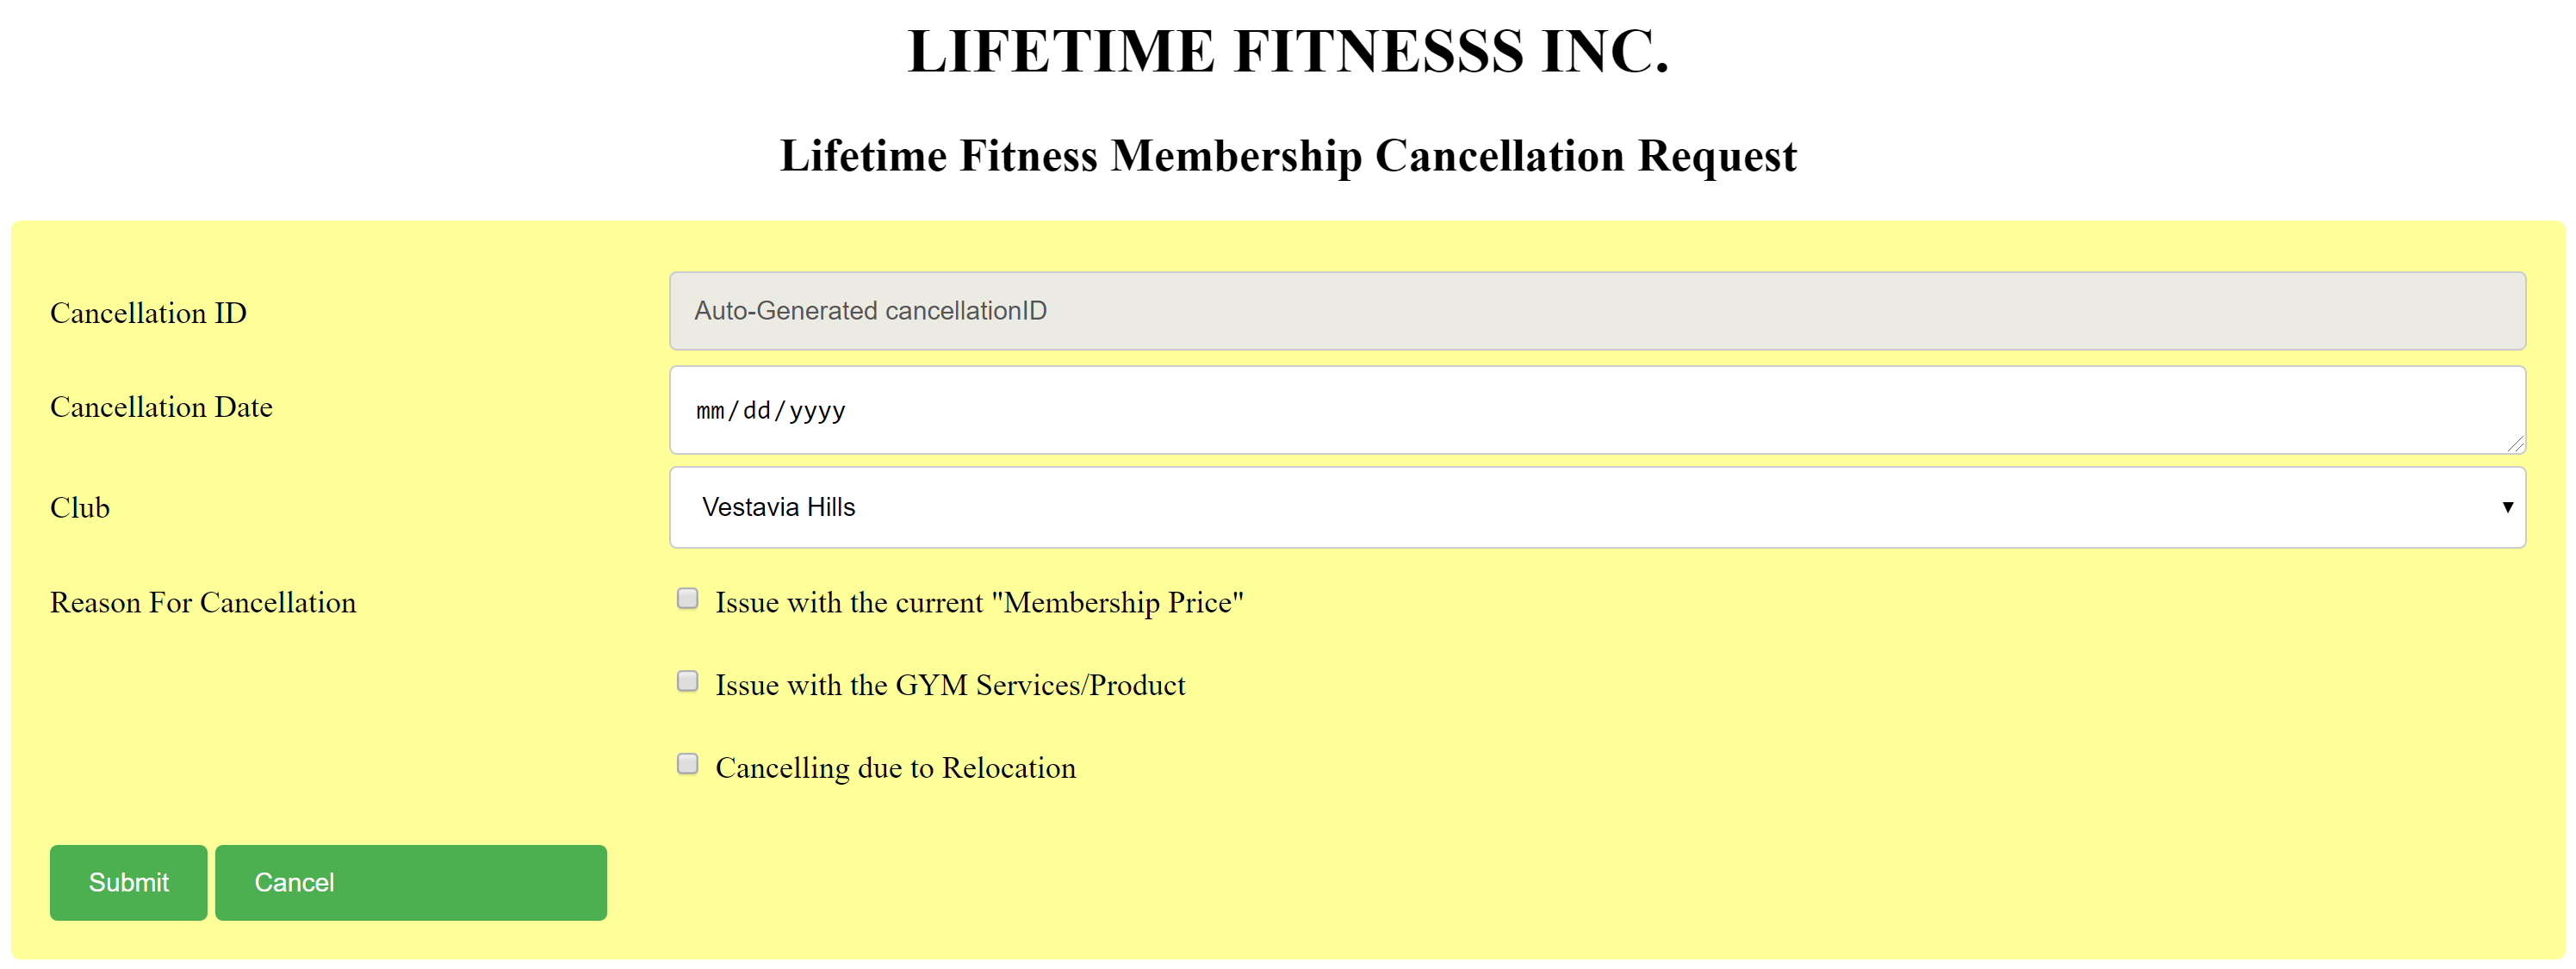 LIFETIME FITNESSS INC.
Lifetime Fitness Membership Cancellation Request
Cancellation ID
Auto-Generated cancellationID
Cancellation Date
mm/dd/yyyy
Club
Vestavia Hills
Reason For Cancellation
Issue with the current "Membership Price"
Issue with the GYM Services/Product
Cancelling due to Relocation
Submit
Cancel